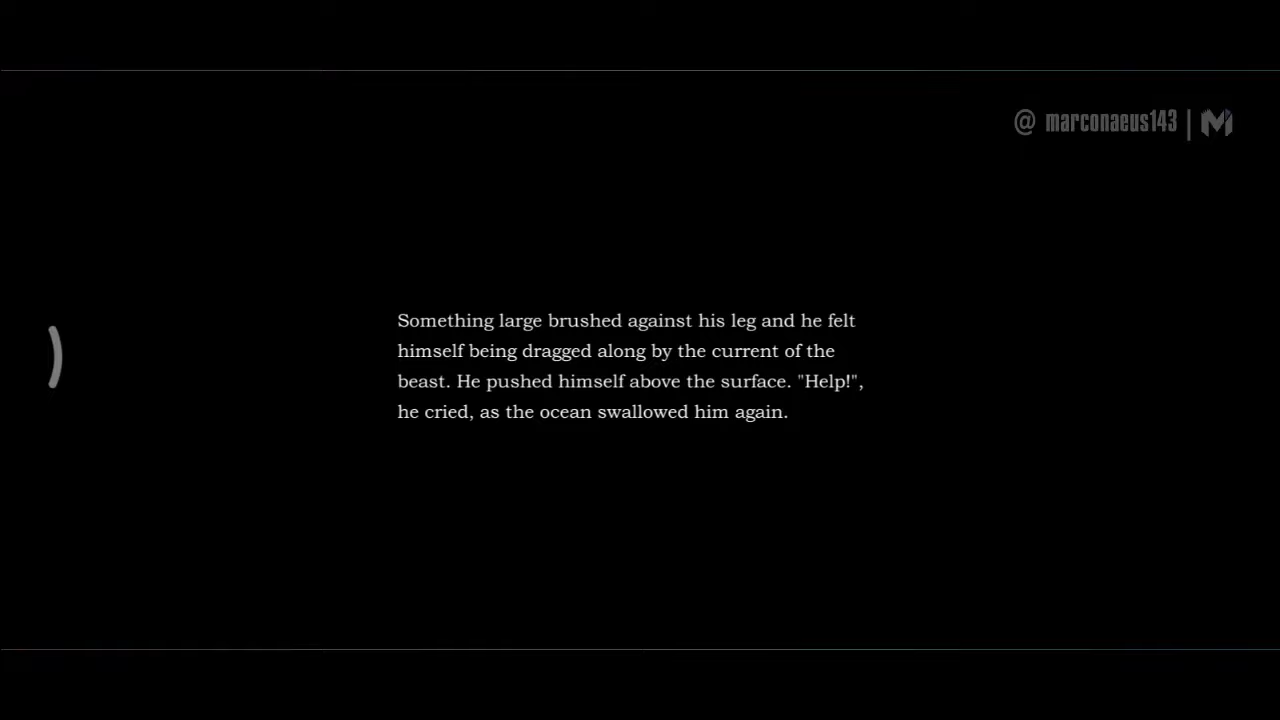 @ marconaeus143 | M
Something large brushed against his leg and he felt
himself being dragged along by the current of the
beast. He pushed himself above the surface. "Help!",
he cried, as the ocean swallowed him again.